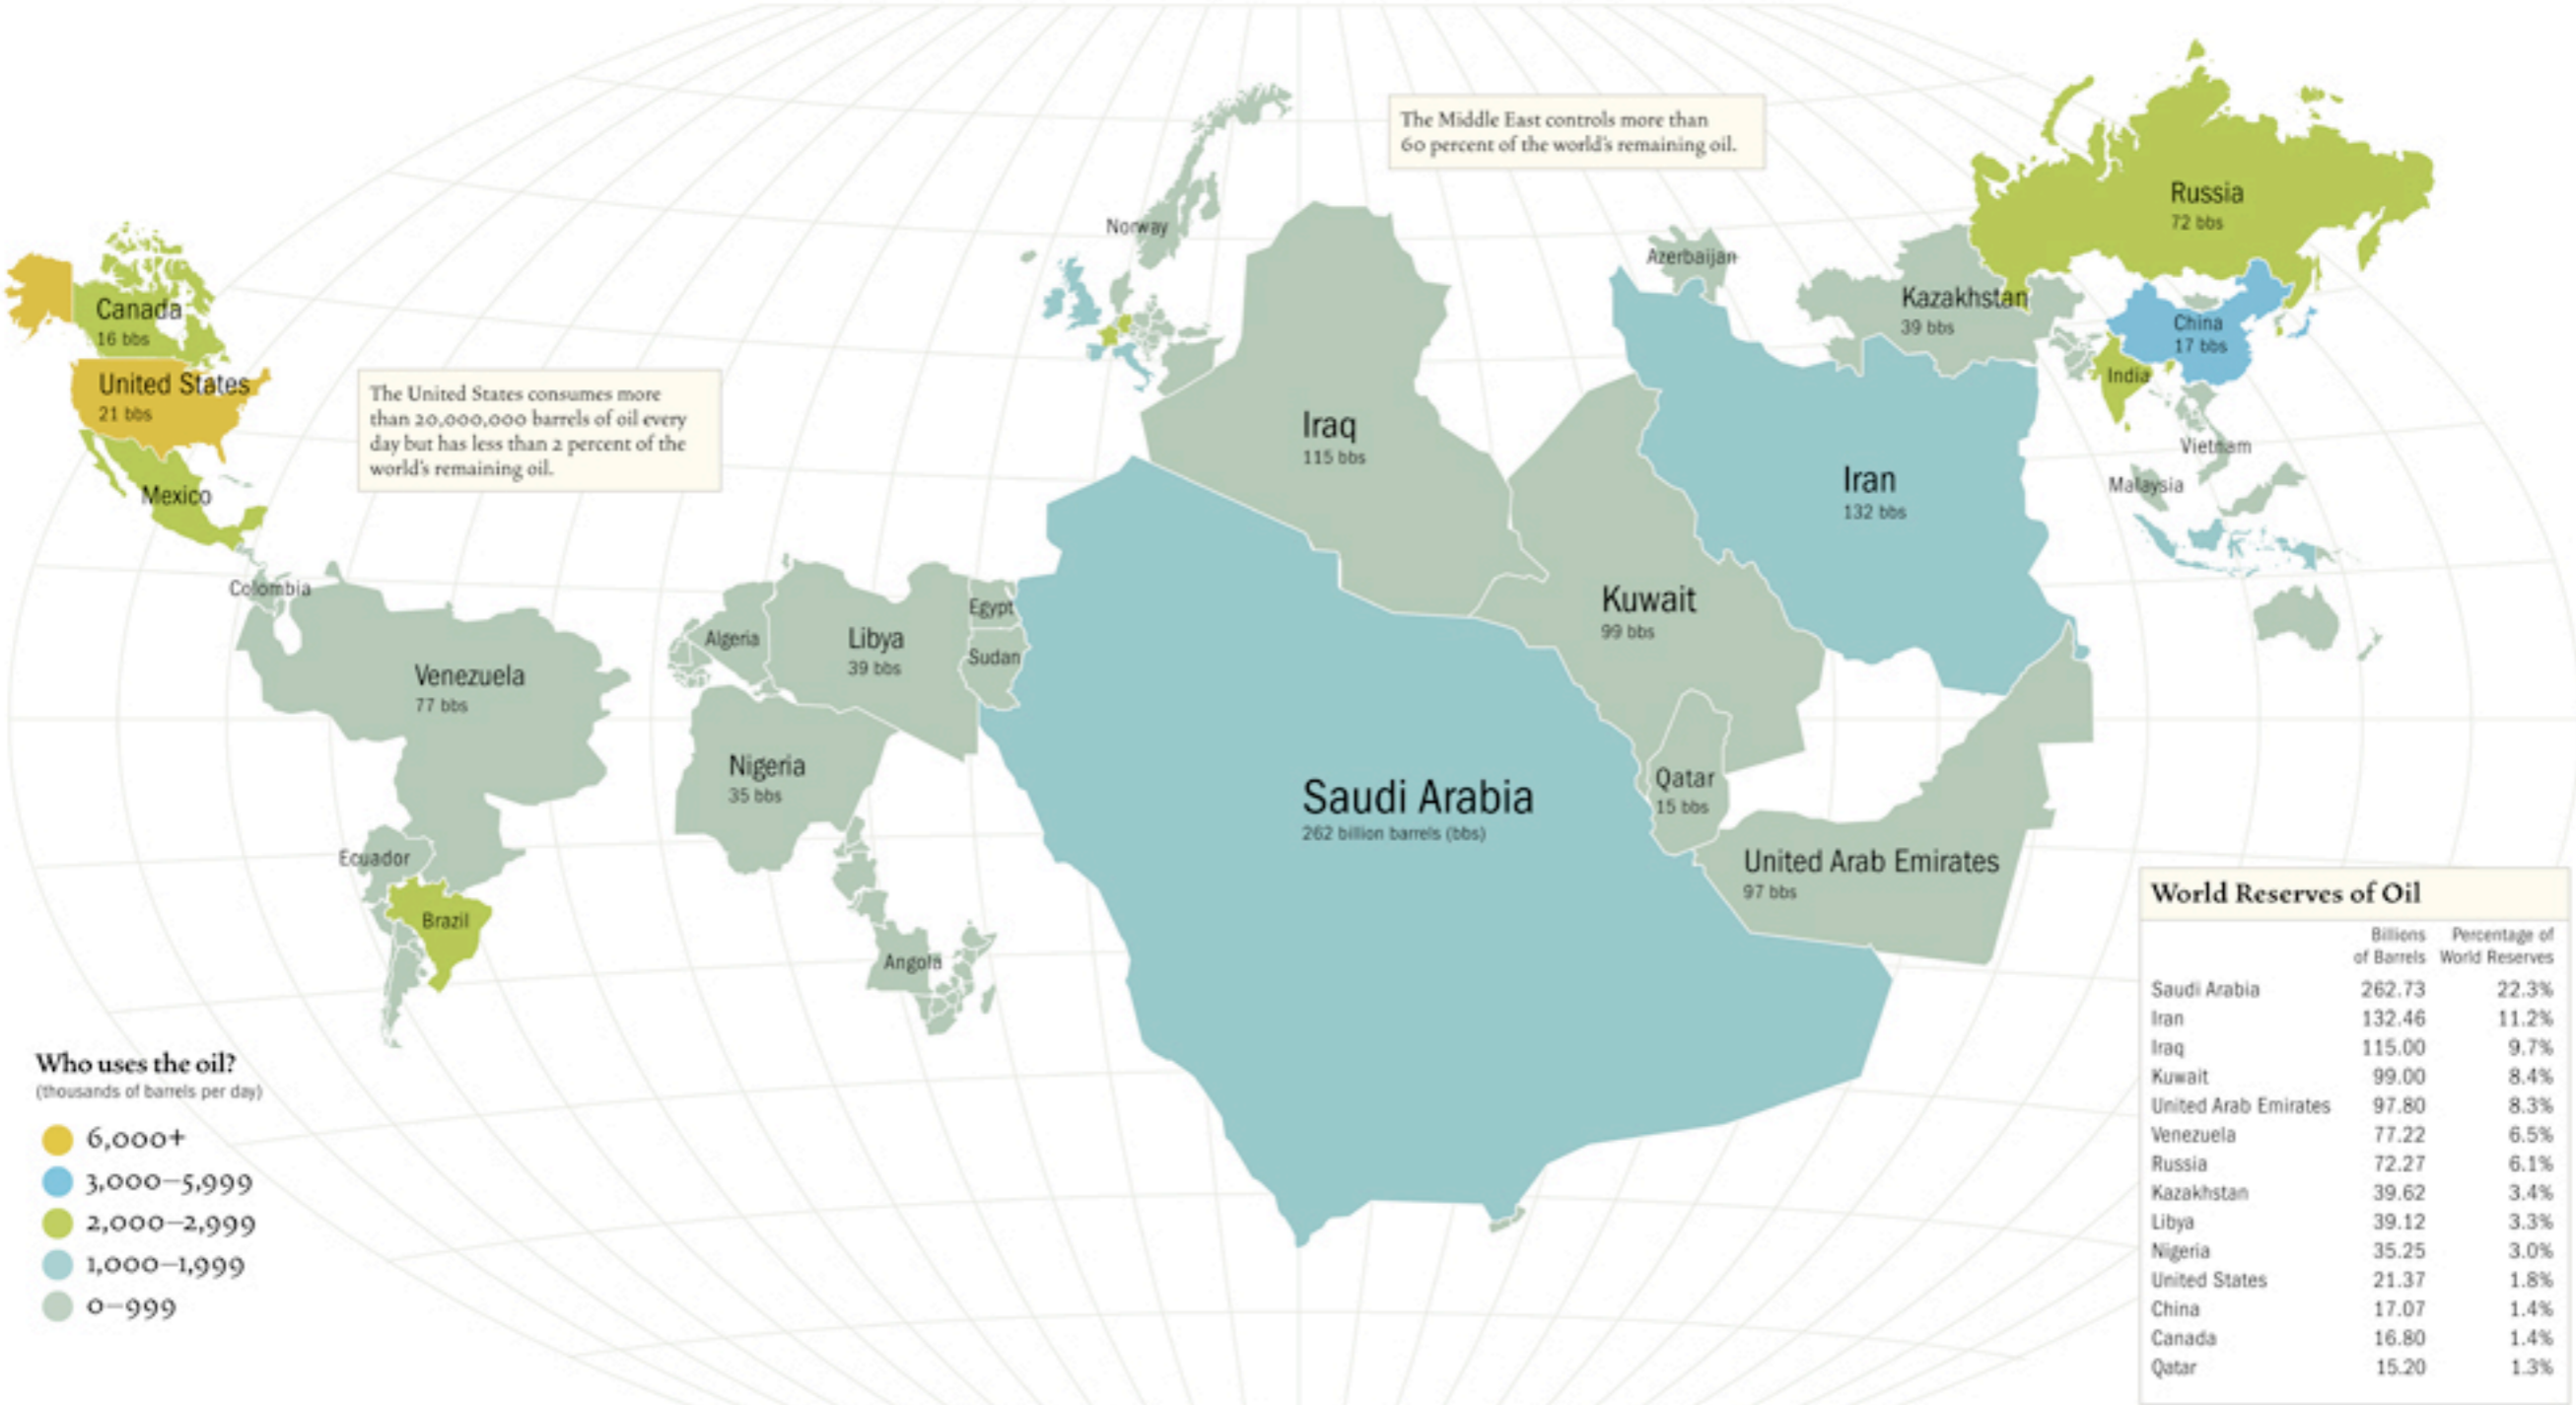 The Middle East controls more than
60 percent of the world's remaining oil.
Russia
72 bbs
Norway
Azerbaijan
Kazakhstan
39 bbs
China
17 bbs
India
Vietnam
Malaysia
Canada
16 bbs
United States
21 bbs
Mexico
The United States consumes more
than 20,000,000 barrels of oil every
day but has less than 2 percent of the
world's remaining oil.
Iraq
115 bbs
Iran
132 bbs
Kuwait
99 bbs
Colombia
Venezuela
77 bbs
Algeria
Libya
39 bbs
Egypt
Sudan
Nigeria
35 bbs
Saudi Arabia
262 billion barrels (bbs)
Qatar
15 bbs
United Arab Emirates
97 bbs
Ecuador
Brazil
Angola
Who uses the oil?
(thousands of barrels per day)
6,000+
3,000–5,999
2,000–2,999
1,000–1,999
0–999
World Reserves of Oil
Billions Percentage of
of Barrels World Reserves
Saudi Arabia 262.73 22.3%
Iran 132.46 11.2%
Iraq 115.00 9.7%
Kuwait 99.00 8.4%
United Arab Emirates 97.80 8.3%
Venezuela 77.22 6.5%
Russia 72.27 6.1%
Kazakhstan 39.62 3.4%
Libya 39.12 3.3%
Nigeria 35.25 3.0%
United States 21.37 1.8%
China 17.07 1.4%
Canada 16.80 1.4%
Qatar 15.20 1.3%